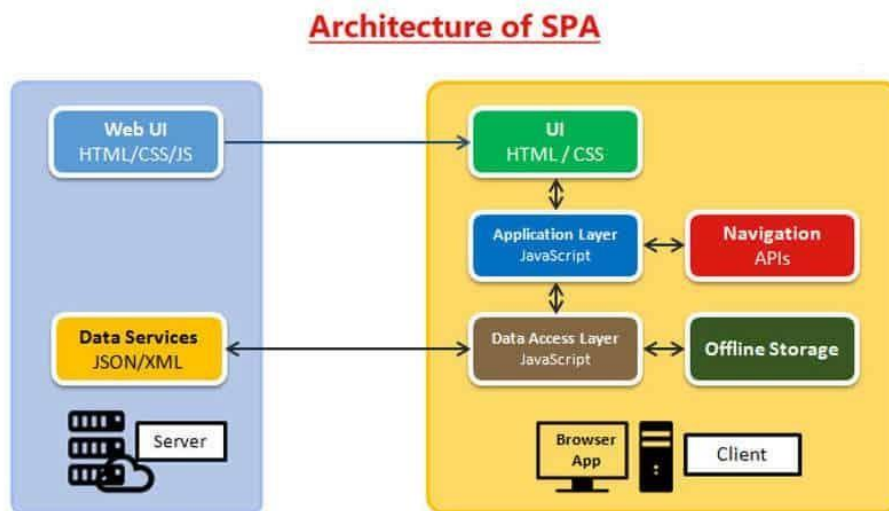 Architecture of SPA
Web UI
HTML/CSS/JS
UI
HTML / CSS
Application Layer
JavaScript
Navigation
APIs
Data Services
JSON/XML
Data Access Layer
JavaScript
Offline Storage
Server
Browser
App
Client